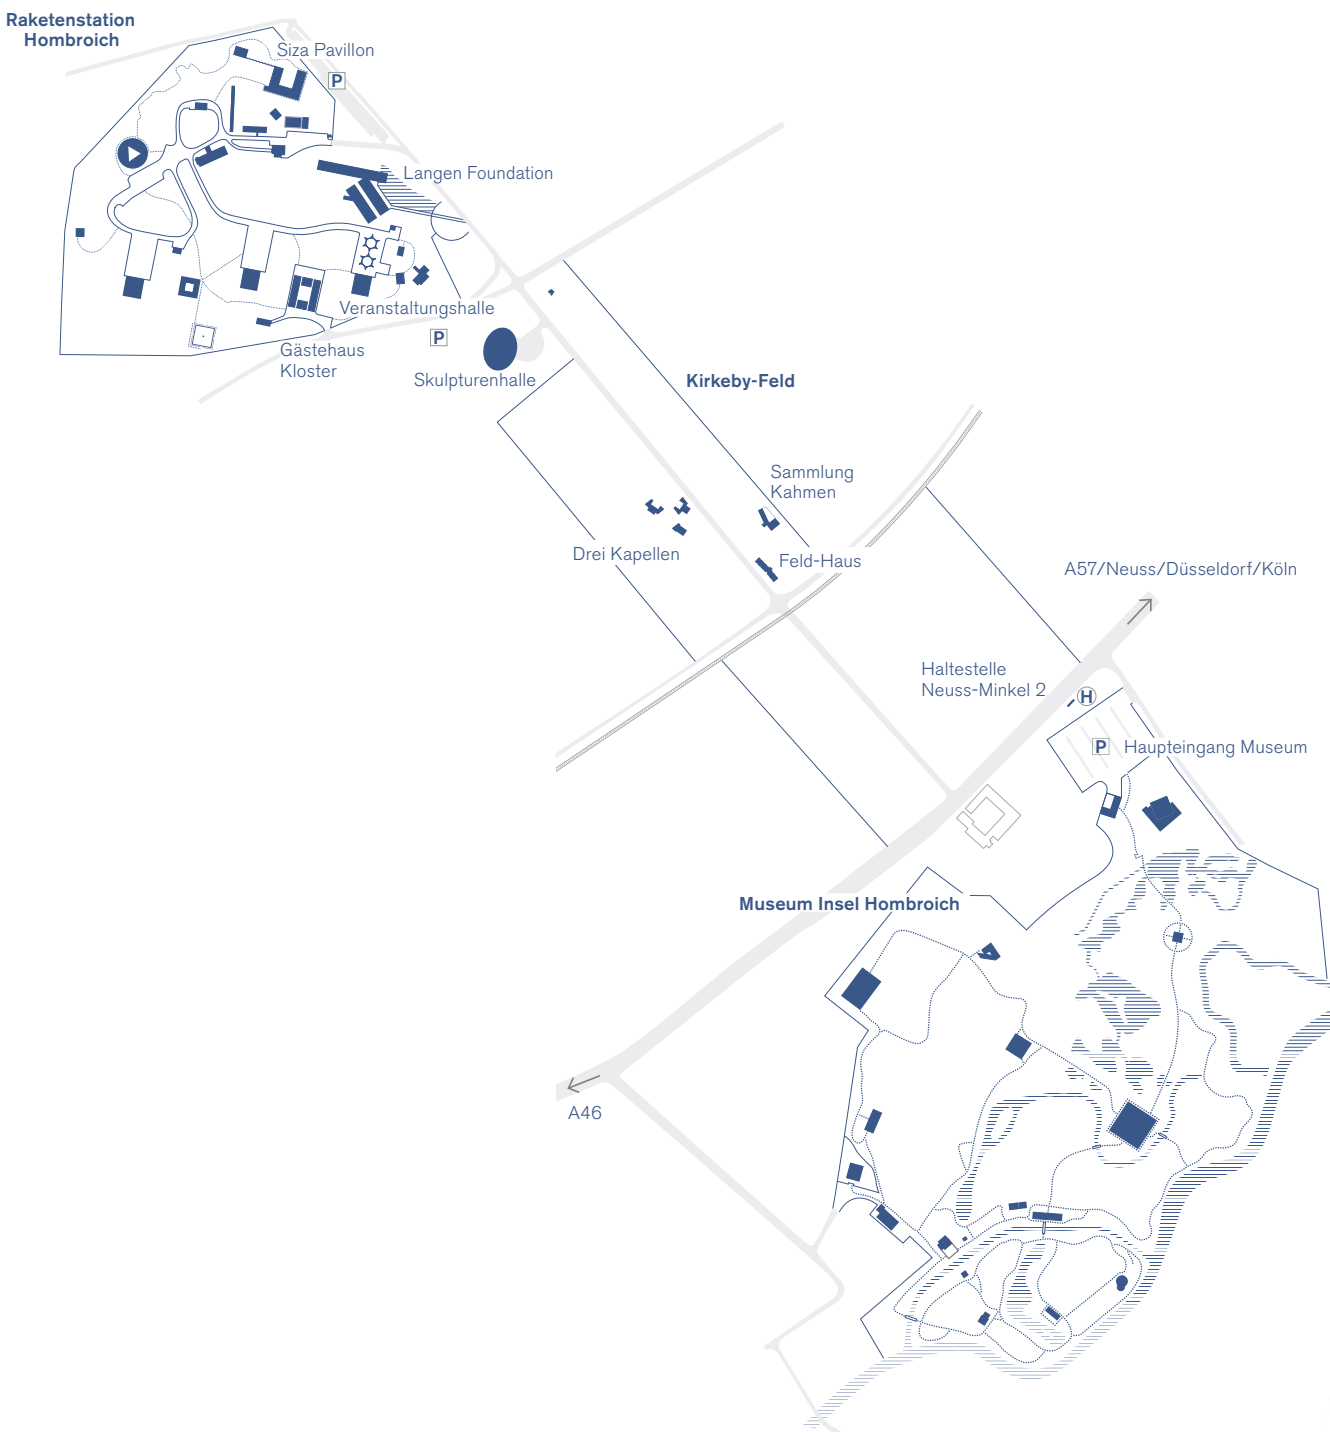 Raketenstation
Hombroich
Siza Pavillon
P
Langen Foundation
Veranstaltungshalle
P
Gästehaus
Kloster
Skulpturenhalle
Kirkeby-Feld
Sammlung
Kahmen
Drei Kapellen
Feld-Haus
A57/Neuss/Düsseldorf/Köln
Haltestelle
Neuss-Minkel 2
H
P
Haupteingang Museum
Museum Insel Hombroich
A46